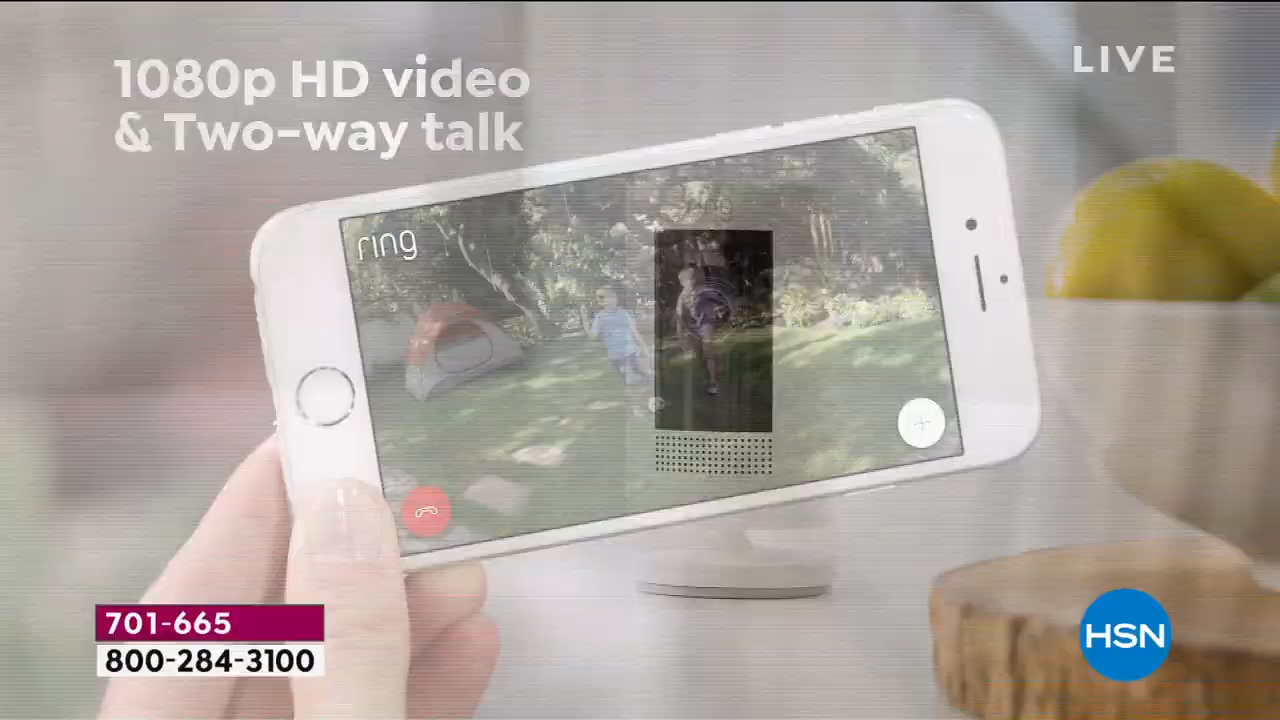 1080p HD video
& Two-way talk
LIVE
ring
701-665
800-284-3100
HSN